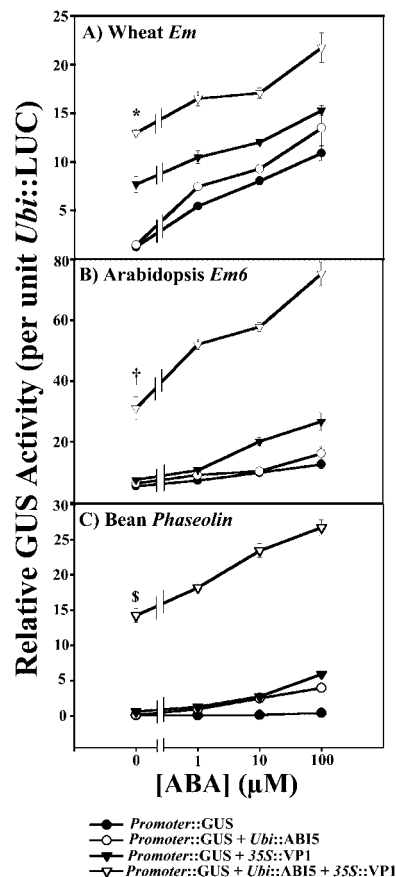 Relative GUS Activity (per unit Ubi::LUC)
25
A) Wheat Em
20
*
15
10
5
80
B) Arabidopsis Em6
60
†
40
20
30
C) Bean Phaseolin
25
20
$
15
10
5
0
0 1 10 100
[ABA] (µM)
Promoter::GUS
Promoter::GUS + Ubi::ABI5
Promoter::GUS + 35S::VP1
Promoter::GUS + Ubi::ABI5 + 35S::VP1